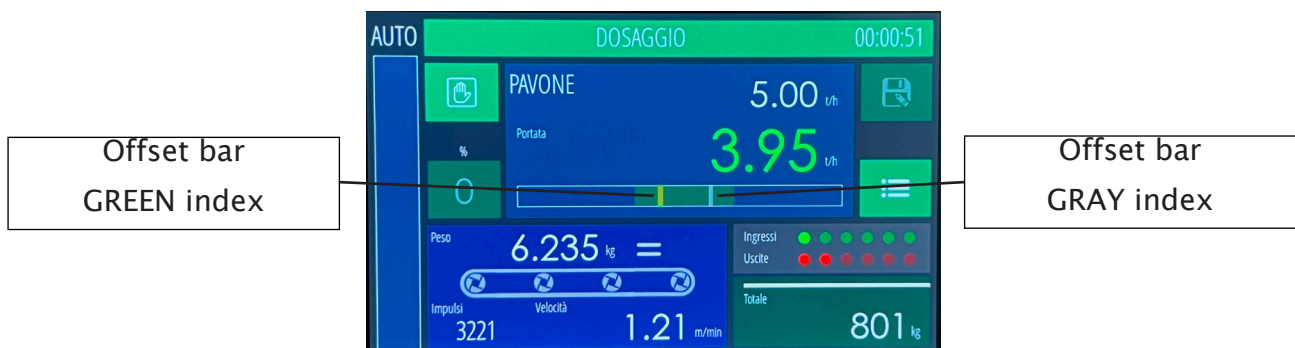 AUTO
DOSAGGIO 00:00:51
PAVONE
5.00 t/h
Portata
3.95 t/h
%
0
Offset bar
GREEN index
Offset bar
GRAY index
Peso
6.235 kg =
Ingressi
Uscite
Impulsi
3221
Velocità
1.21 m/min
Totale
801 kg